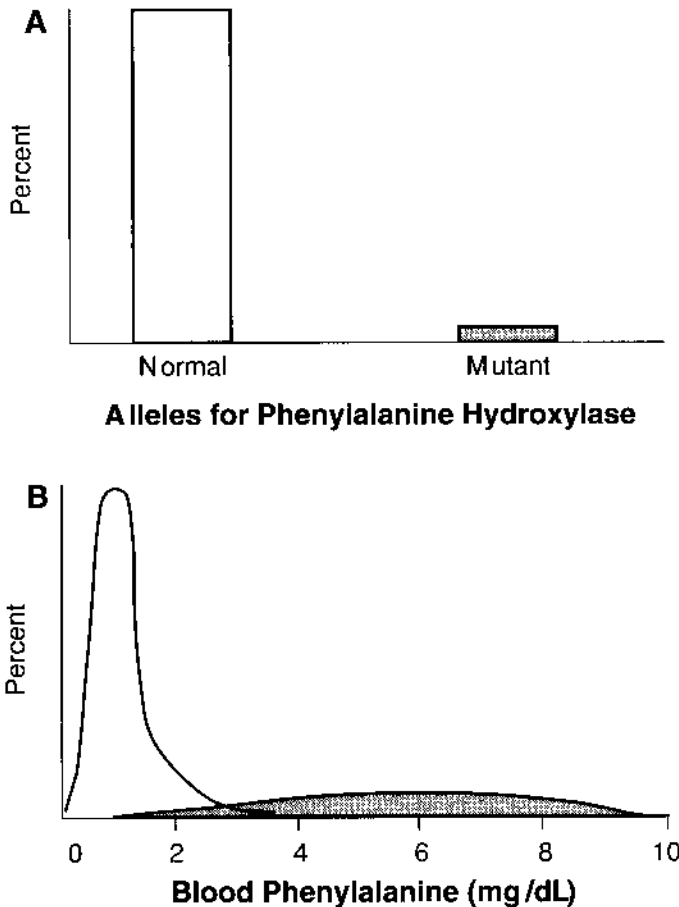 A
Percent
Normal Mutant
Alleles for Phenylalanine Hydroxylase
B
Percent
0 2 4 6 8 10
Blood Phenylalanine (mg/dL)